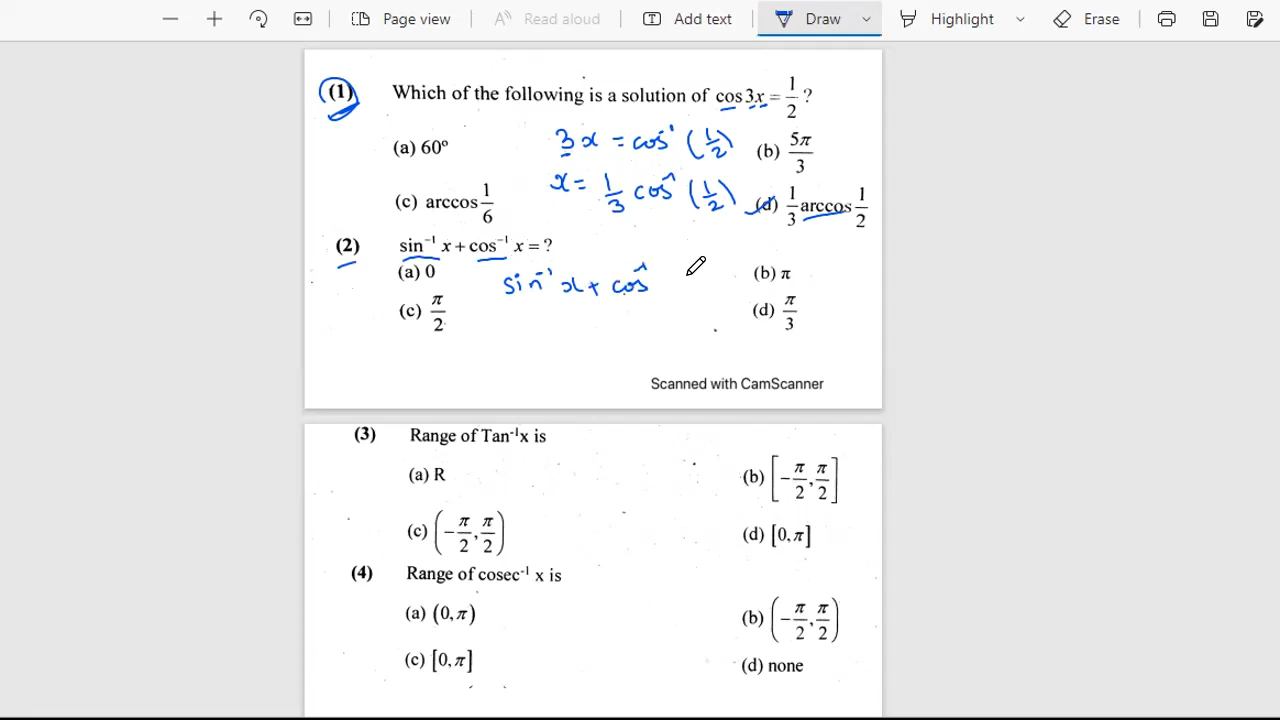 Page view Read aloud Add text Draw Highlight Erase
(1) Which of the following is a solution of cos 3x = 1/2 ?
3x = cos⁻¹ (1/2)
(a) 60º (b) 5π/3
x = 1/3 cos⁻¹ (1/2)
(c) arccos 1/6 (d) 1/3 arccos 1/2
(2) sin⁻¹ x + cos⁻¹ x = ?
(a) 0 (b) π
sin⁻¹ x + cos⁻¹
(c) π/2 (d) π/3
Scanned with CamScanner
(3) Range of Tan⁻¹x is
(a) R (b) [-π/2, π/2]
(c) (-π/2, π/2) (d) [0, π]
(4) Range of cosec⁻¹ x is
(a) (0, π) (b) (-π/2, π/2)
(c) [0, π] (d) none